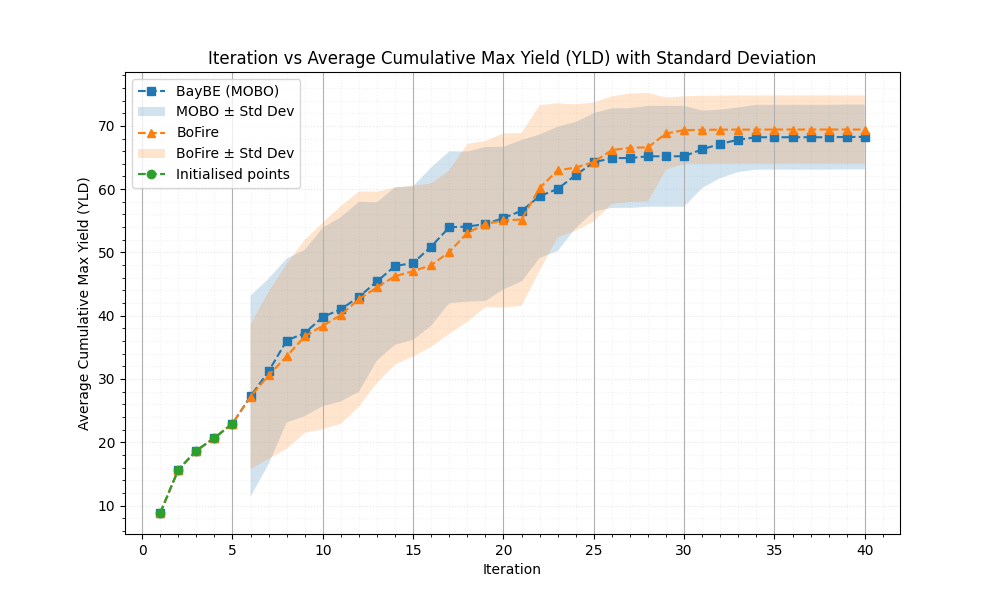 Iteration vs Average Cumulative Max Yield (YLD) with Standard Deviation
BayBE (MOBO)
MOBO ± Std Dev
BoFire
BoFire ± Std Dev
Initialised points
Average Cumulative Max Yield (YLD)
70
60
50
40
30
20
10
0 5 10 15 20 25 30 35 40
Iteration